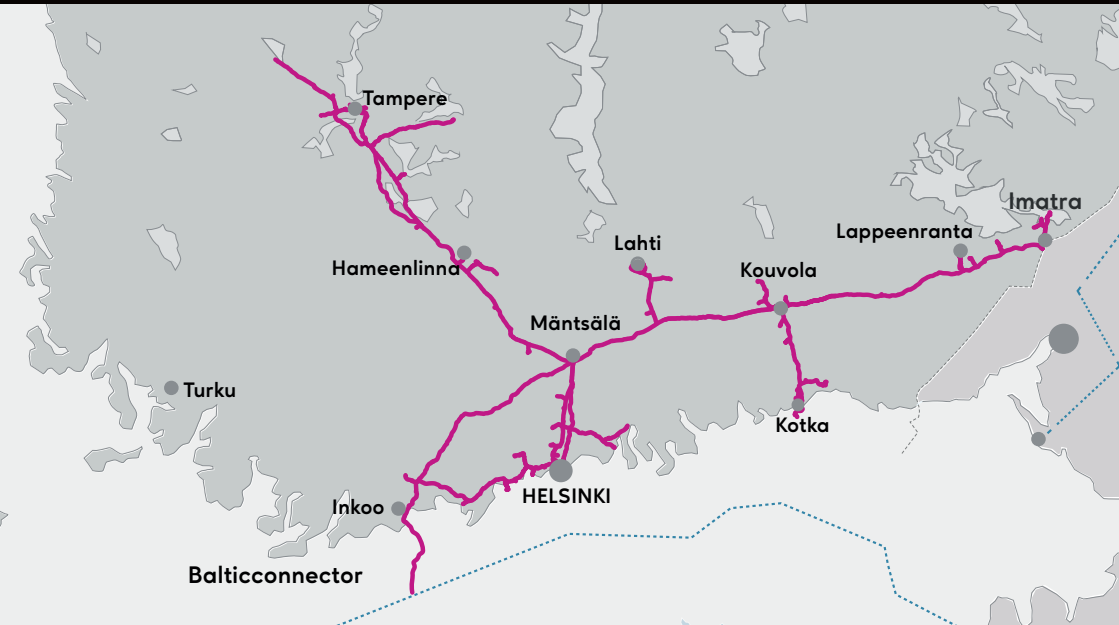 Tampere
Imatra
Lappeenranta
Lahti
Hameenlinna
Kouvola
Mäntsälä
Turku
Kotka
HELSINKI
Inkoo
Balticconnector